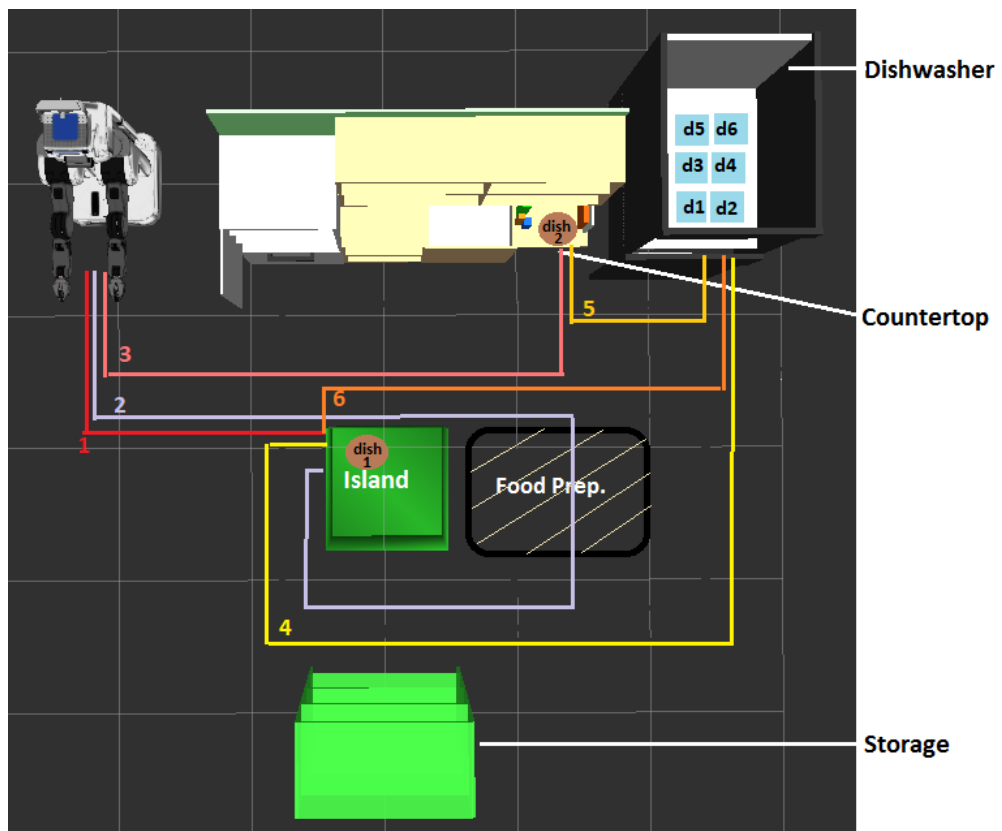 Dishwasher
d5 d6
d3 d4
d1 d2
dish
2
5
Countertop
3
6
2
1
dish
1
Island
Food Prep.
4
Storage